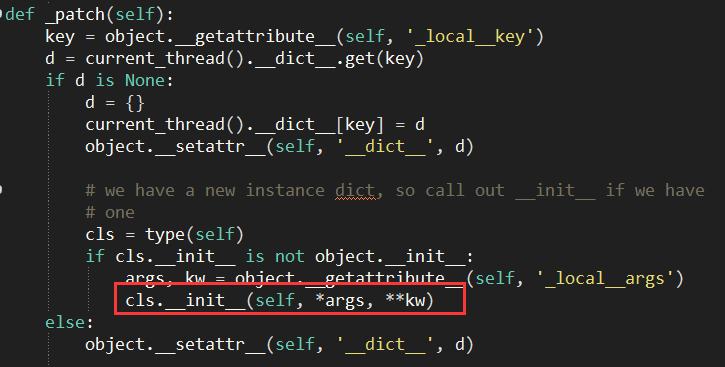 def _patch(self):
    key = object.__getattribute__(self, '_local__key')
    d = current_thread().__dict__.get(key)
    if d is None:
        d = {}
        current_thread().__dict__[key] = d
        object.__setattr__(self, '__dict__', d)
        # we have a new instance dict, so call out __init__ if we have
        # one
        cls = type(self)
        if cls.__init__ is not object.__init__:
            args, kw = object.__getattribute__(self, '_local__args')
            cls.__init__(self, *args, **kw)
    else:
        object.__setattr__(self, '__dict__', d)